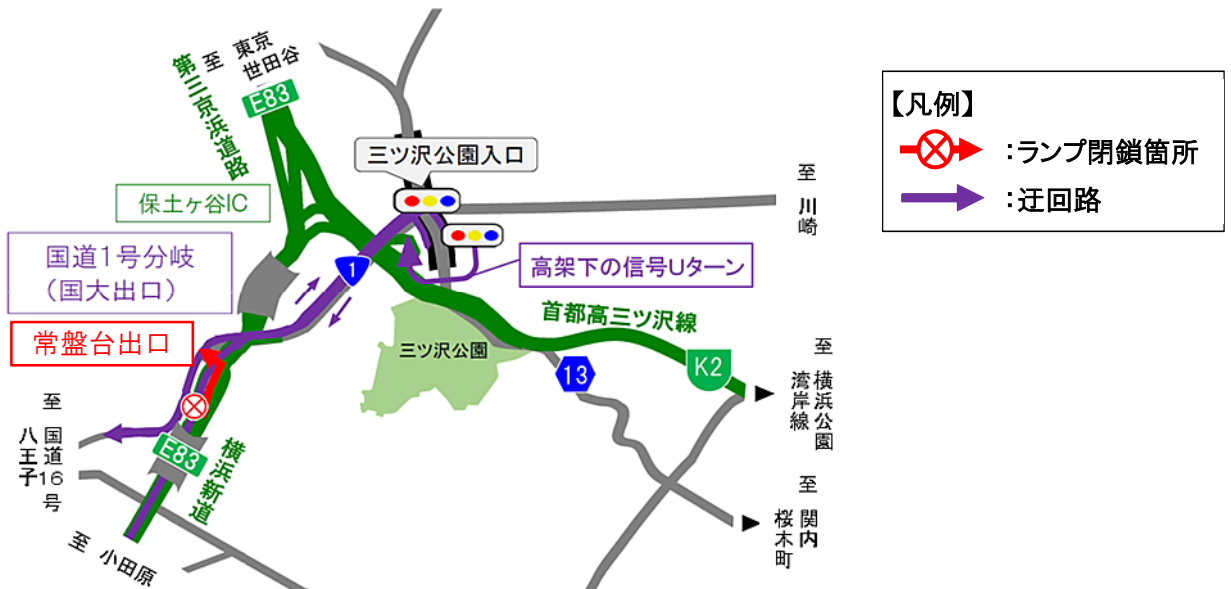 至 東京
世田谷
第三京浜道路
E83
三ツ沢公園入口
保土ヶ谷IC
国道1号分岐
（国大出口）
1
高架下の信号Uターン
常盤台出口
三ツ沢公園
首都高三ツ沢線
K2
13
至 川崎
至 横浜公園
湾岸線
至 国道16号
八王子
E83
横浜新道
至 小田原
至 関内
桜木町
【凡例】
：ランプ閉鎖箇所
：迂回路